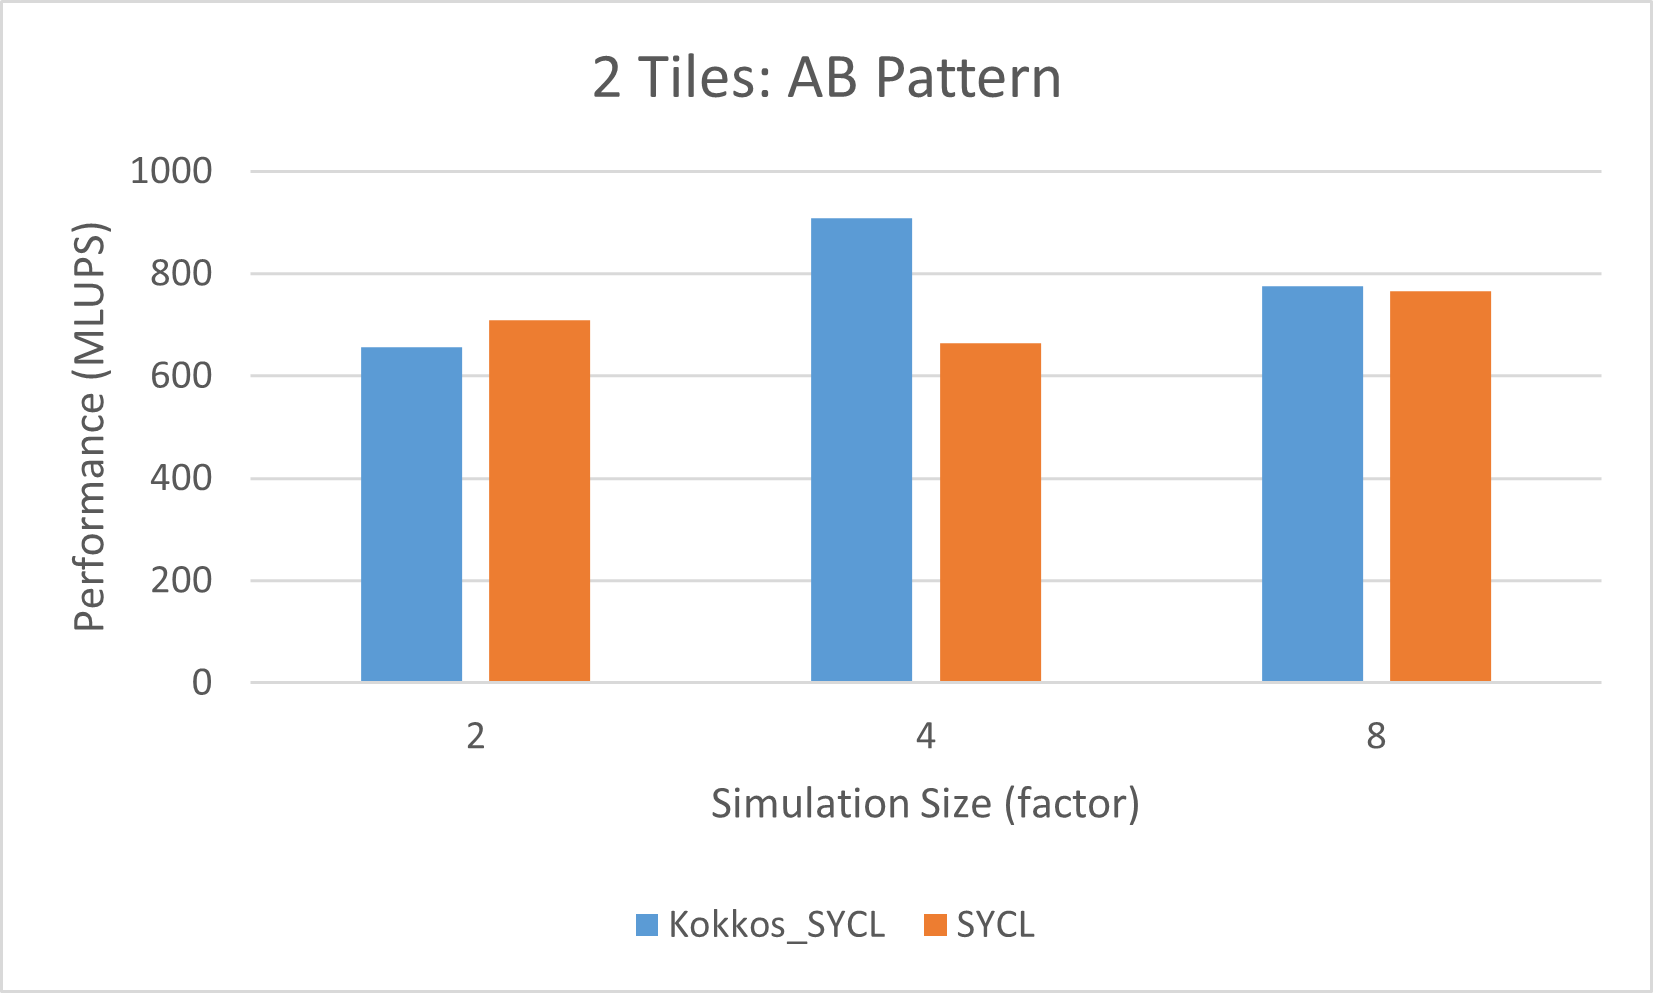 2 Tiles: AB Pattern
1000
800
600
400
200
0
Performance (MLUPS)
2 4 8
Simulation Size (factor)
Kokkos_SYCL SYCL